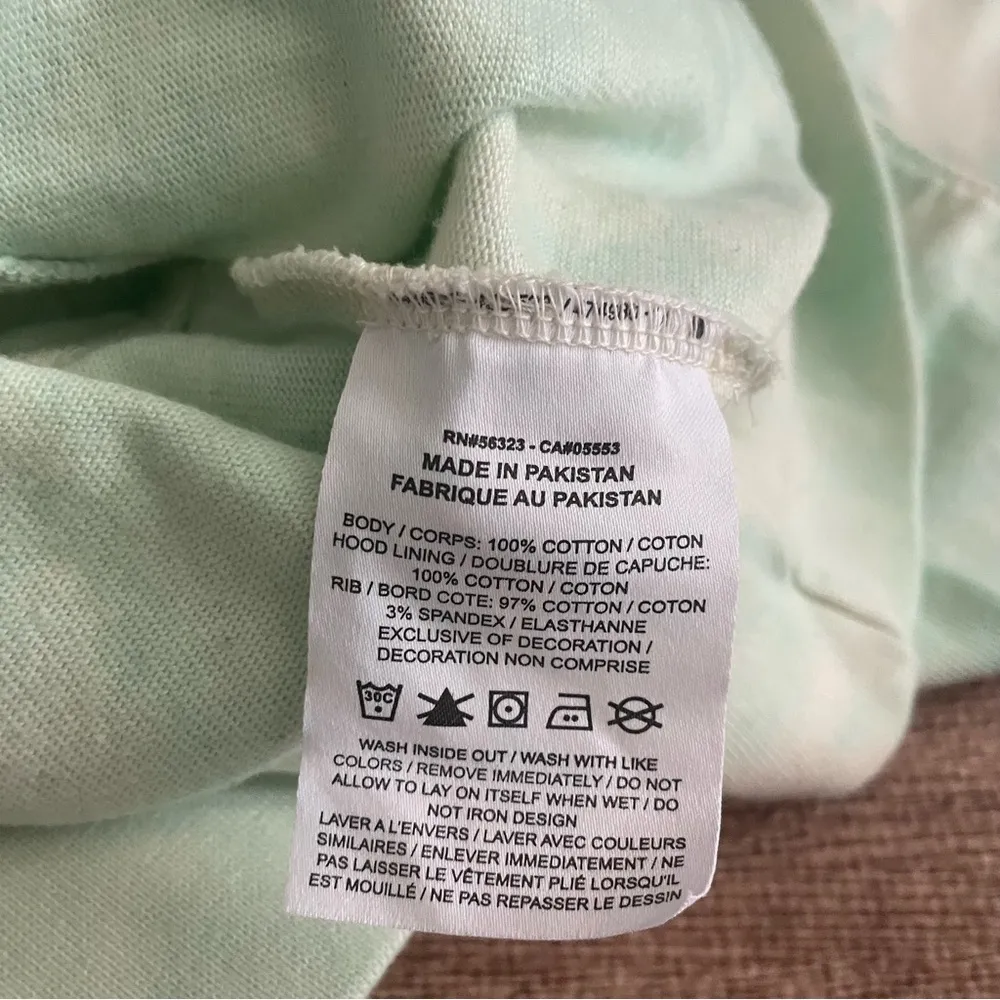 RN#56323 - CA#05553
MADE IN PAKISTAN
FABRIQUE AU PAKISTAN
BODY / CORPS: 100% COTTON / COTON
HOOD LINING / DOUBLURE DE CAPUCHE:
100% COTTON / COTON
RIB / BORD COTE: 97% COTTON / COTON
3% SPANDEX / ELASTHANNE
EXCLUSIVE OF DECORATION /
DECORATION NON COMPRISE
30C
WASH INSIDE OUT / WASH WITH LIKE
COLORS / REMOVE IMMEDIATELY / DO NOT
ALLOW TO LAY ON ITSELF WHEN WET / DO
NOT IRON DESIGN
LAVER A L'ENVERS / LAVER AVEC COULEURS
SIMILAIRES / ENLEVER IMMEDIATEMENT / NE
PAS LAISSER LE VÊTEMENT PLIÉ LORSQU'IL
EST MOUILLÉ / NE PAS REPASSER LE DESSIN